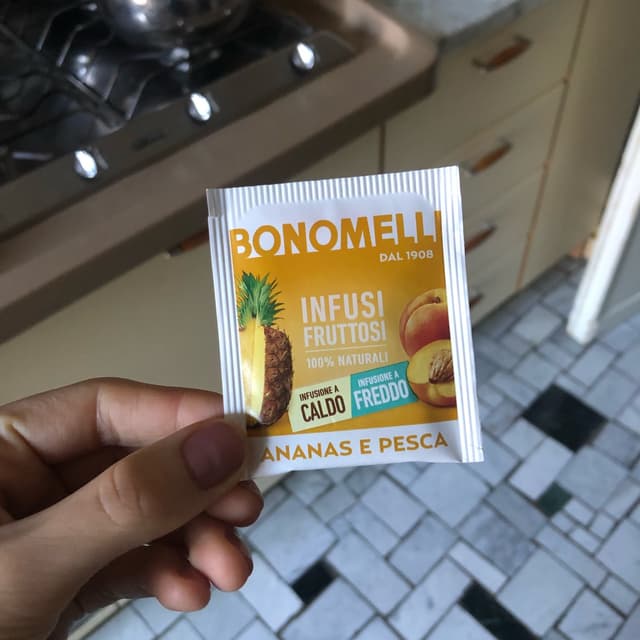 BONOMELLI
DAL 1908
INFUSI
FRUTTOSI
100% NATURALI
INFUSIONE A
CALDO
INFUSIONE A
FREDDO
ANANAS E PESCA